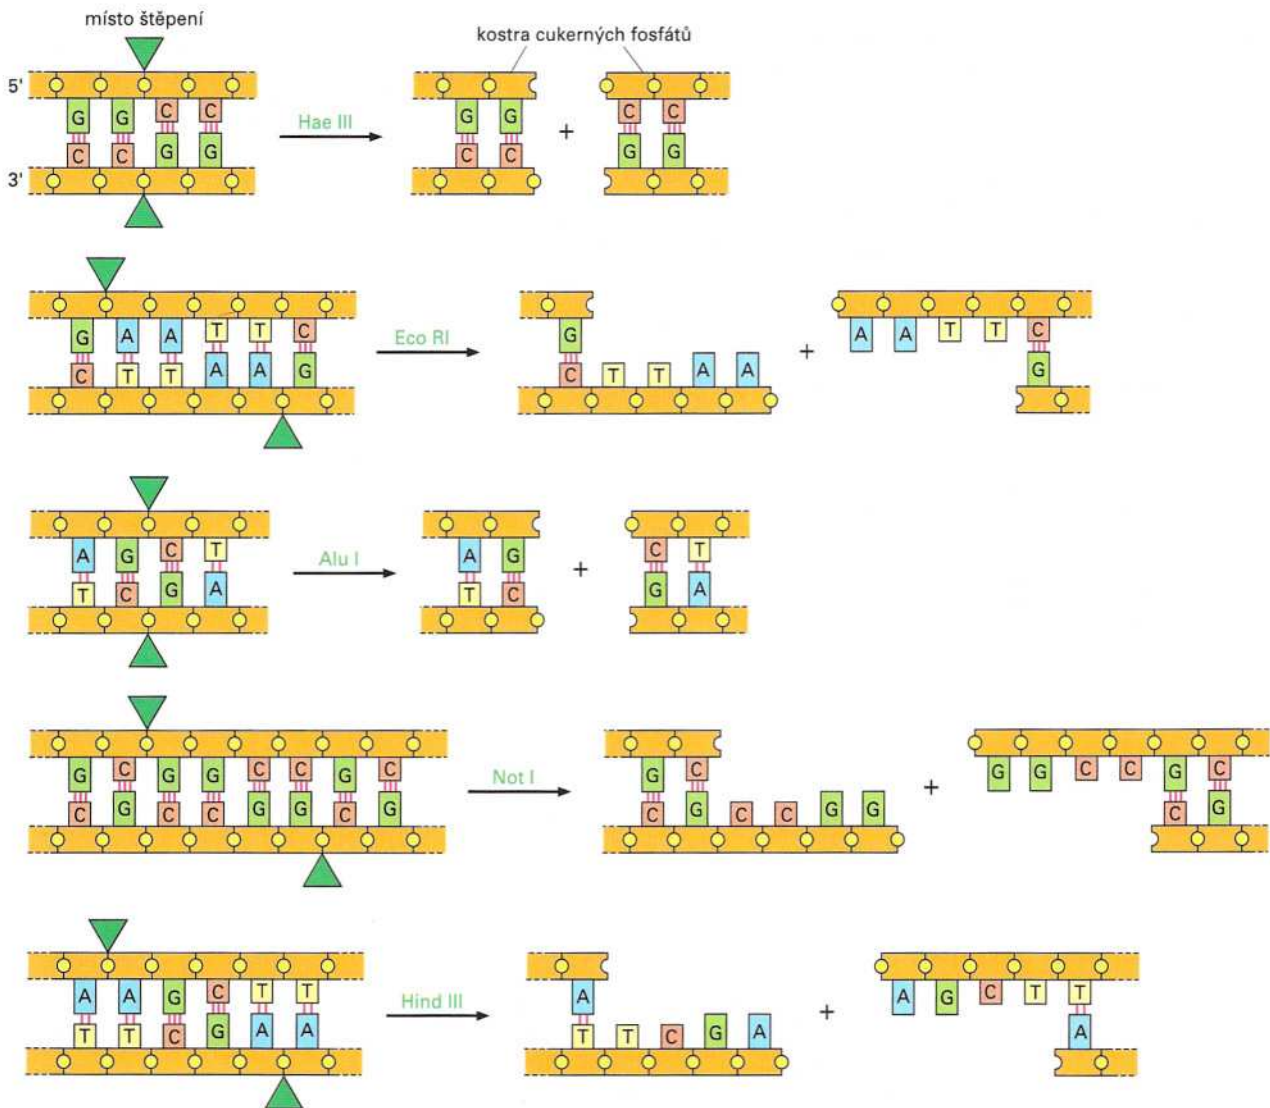 místo štěpení
kostra cukerných fosfátů
5'
G G C C
Hae III
G G + C C
C C G G
C C G G
3'
G A A T T C
Eco RI
G
+
A A T T C
C T T A A G
C T T A A
G
A G C T
Alu I
A G + C T
T C G A
T C G A
G C G G C C G C
Not I
G C
+
G G C C G C
C G C C G G C G
C G C C G G
C G
A A G C T T
Hind III
A
+
A G C T T
T T C G A A
T T C G A
A